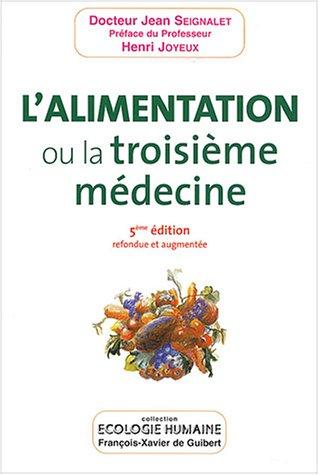 Docteur Jean SEIGNALET
Préface du Professeur
Henri JOYEUX
L'ALIMENTATION
ou la troisième
médecine
5ème édition
refondue et augmentée
collection
ECOLOGIE HUMAINE
François-Xavier de Guibert